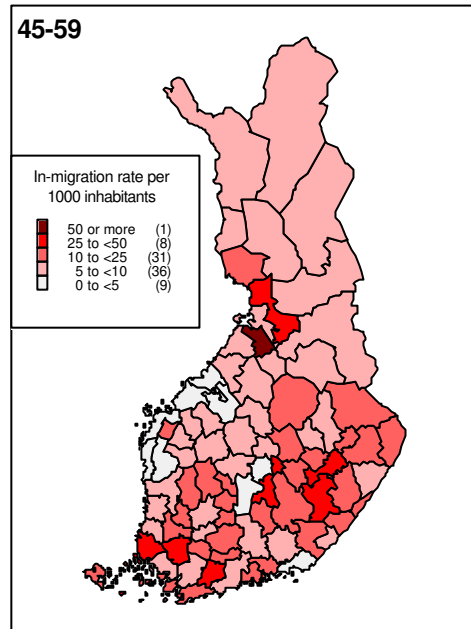 45-59
In-migration rate per
1000 inhabitants
50 or more (1)
25 to <50 (8)
10 to <25 (31)
5 to <10 (36)
0 to <5 (9)